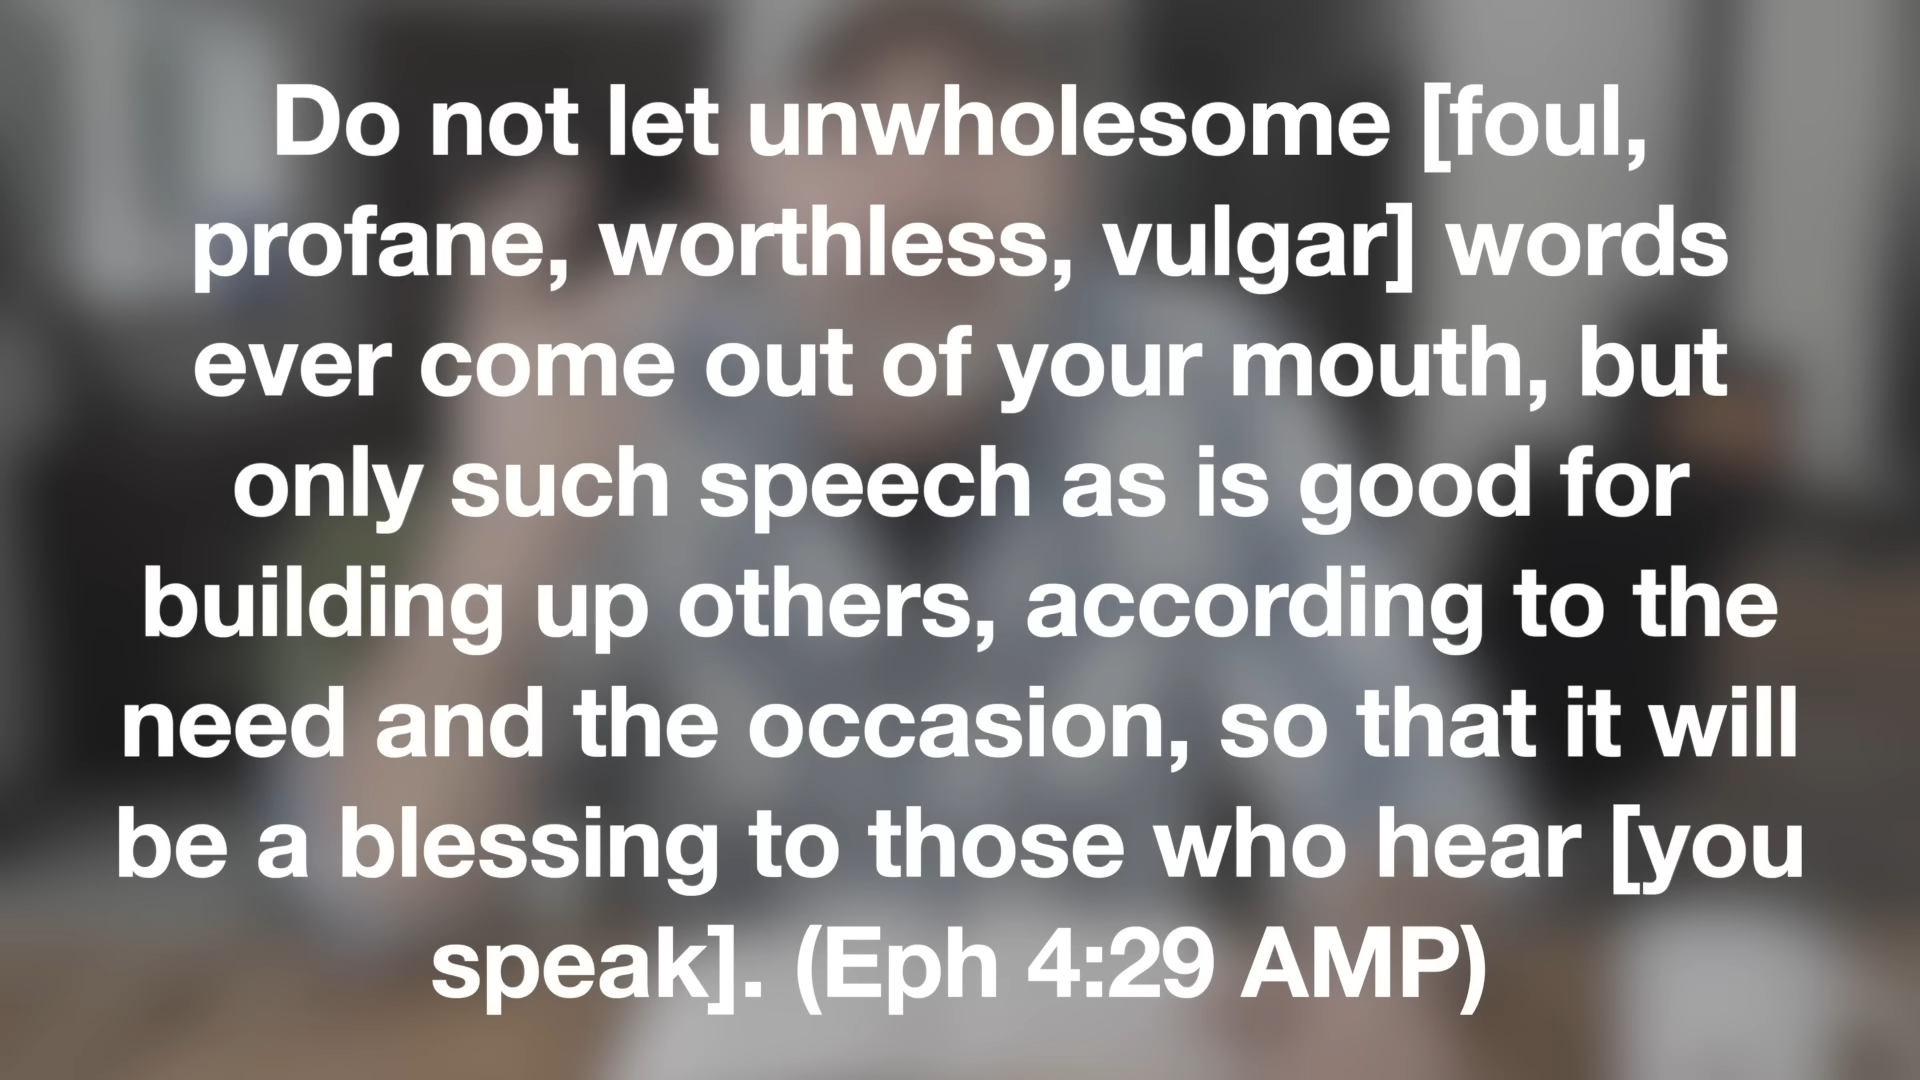 Do not let unwholesome [foul,
profane, worthless, vulgar] words
ever come out of your mouth, but
only such speech as is good for
building up others, according to the
need and the occasion, so that it will
be a blessing to those who hear [you
speak]. (Eph 4:29 AMP)